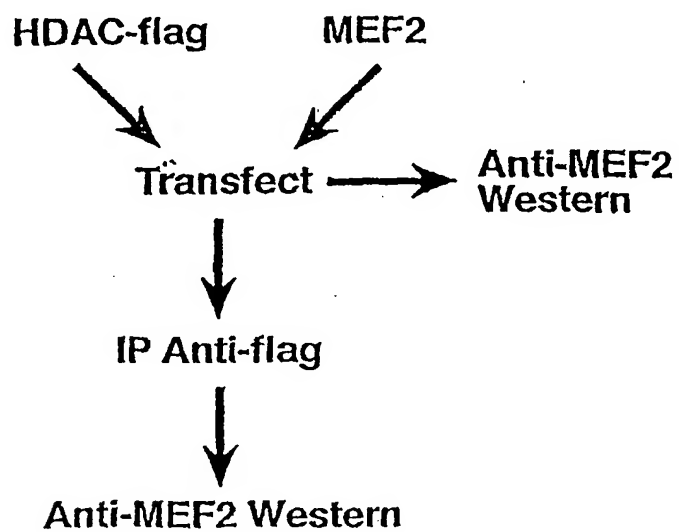 HDAC-flag
MEF2
Transfect
Anti-MEF2
Western
IP Anti-flag
Anti-MEF2 Western